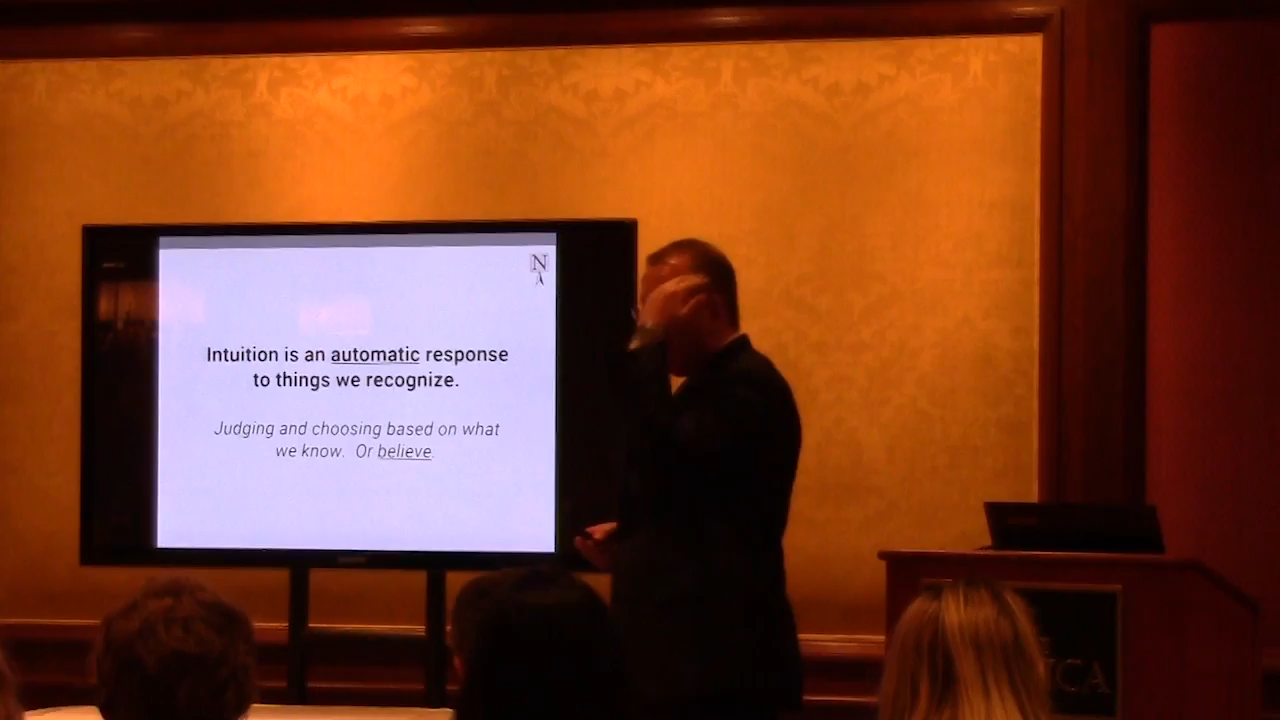 N
Intuition is an automatic response
to things we recognize.
Judging and choosing based on what
we know. Or believe.
CA